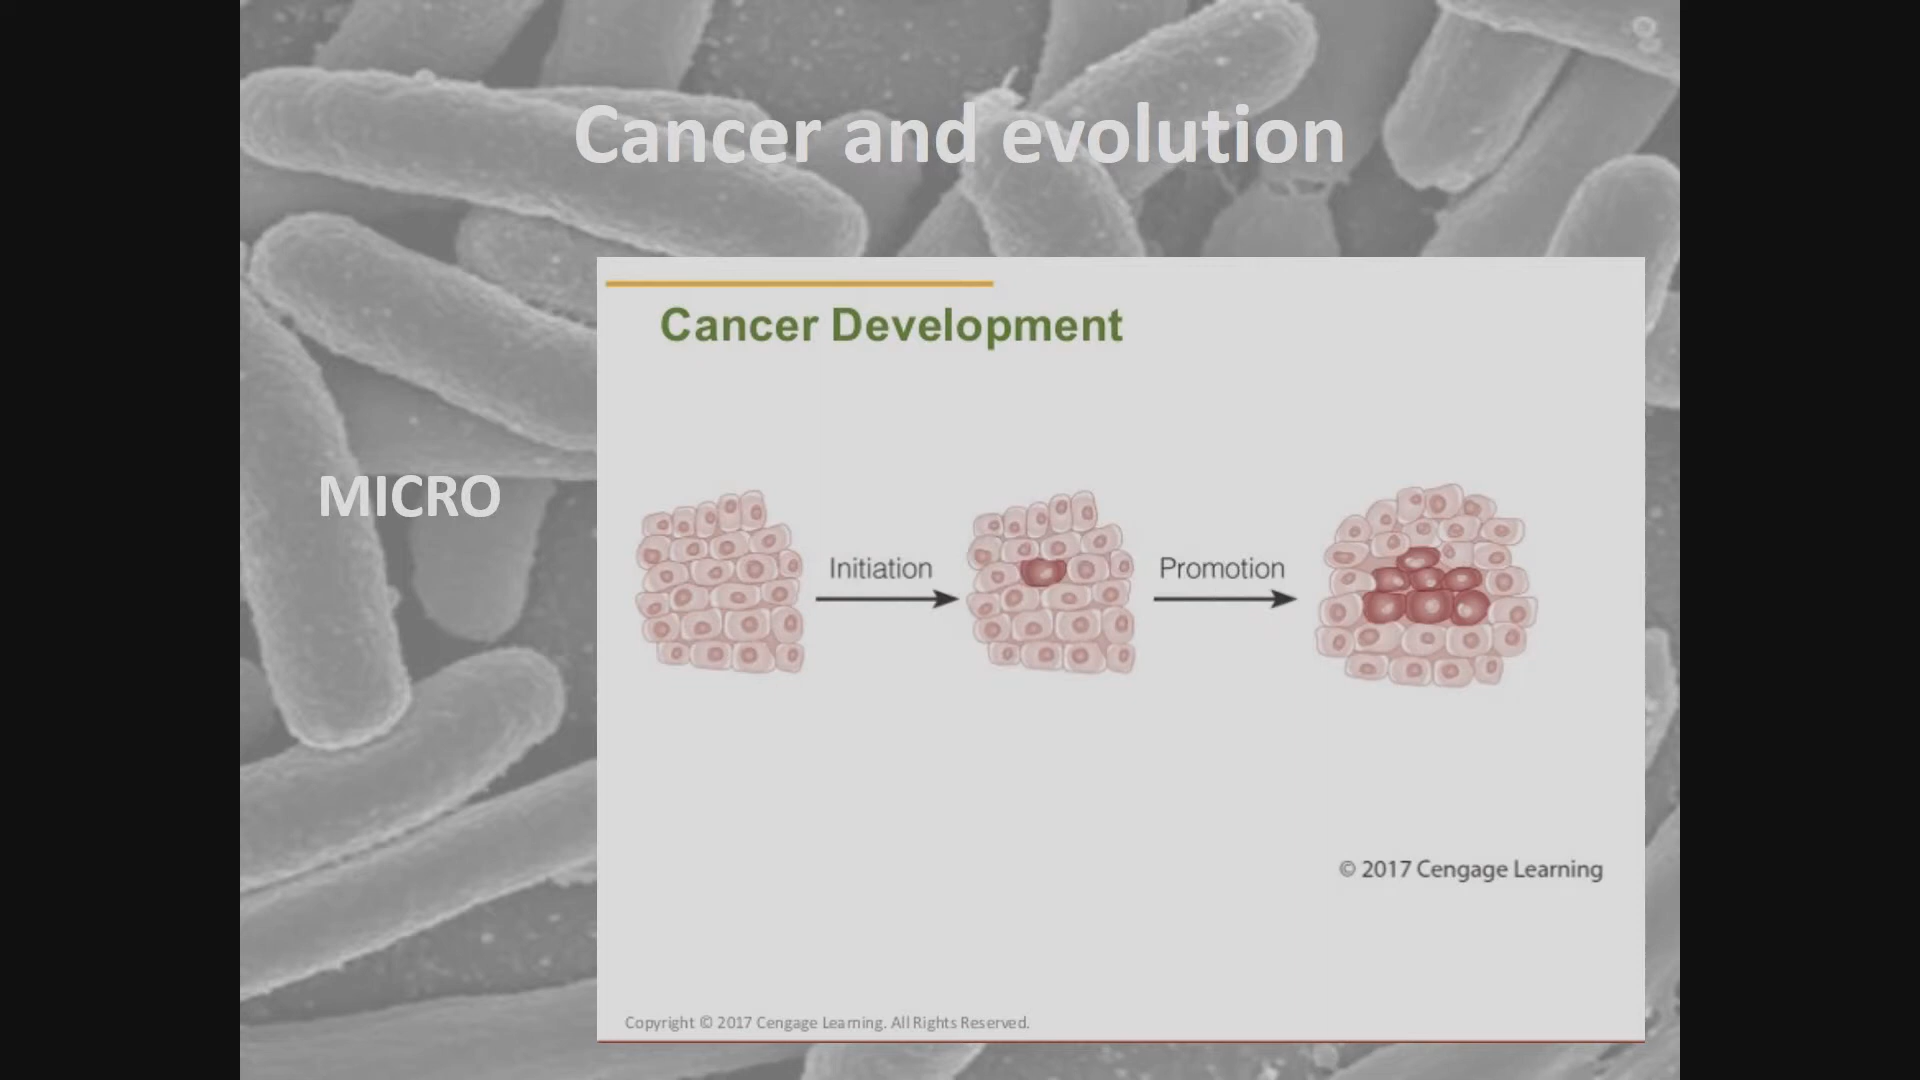 Cancer and evolution
MICRO
Cancer Development
Initiation
Promotion
© 2017 Cengage Learning
Copyright © 2017 Cengage Learning. All Rights Reserved.